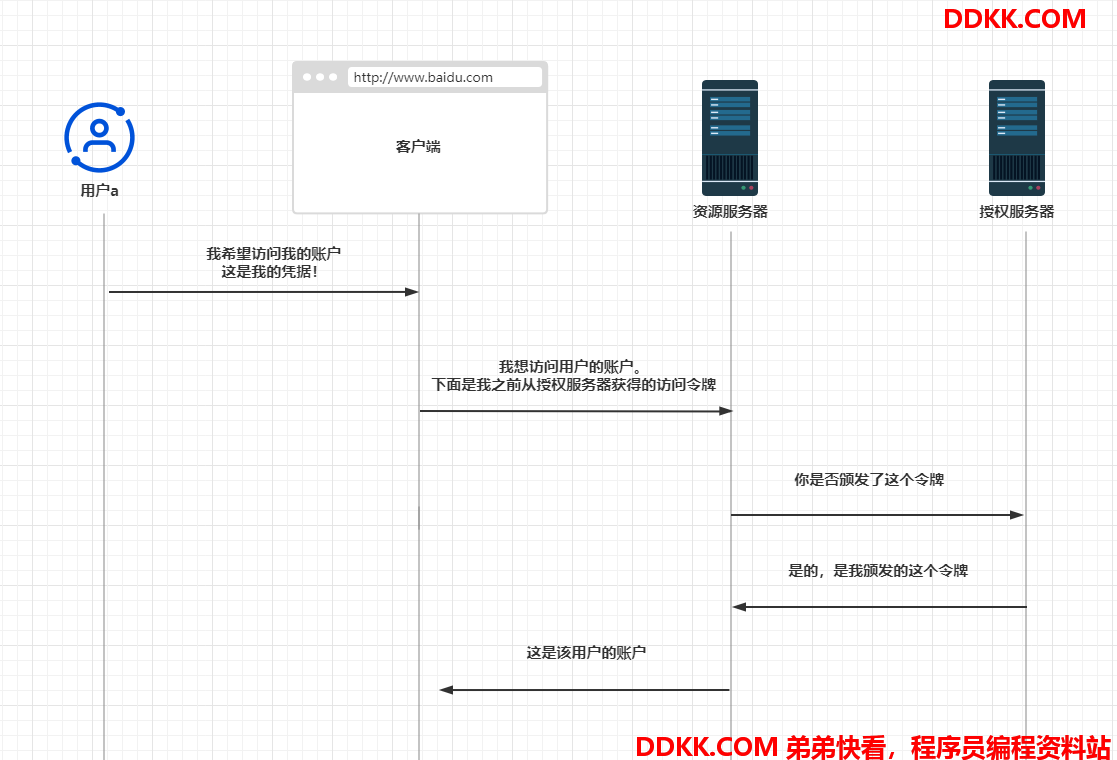 DDKK.COM
http://www.baidu.com
客户端
用户a
资源服务器
授权服务器
我希望访问我的账户
这是我的凭据！
我想访问用户的账户。
下面是我之前从授权服务器获得的访问令牌
你是否颁发了这个令牌
是的，是我颁发的这个令牌
这是该用户的账户
DDKK.COM 弟弟快看，程序员编程资料站